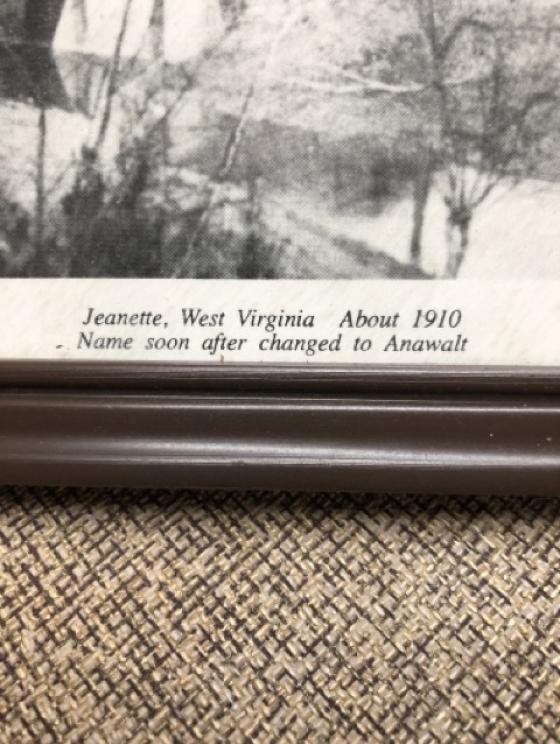 Jeanette, West Virginia About 1910
Name soon after changed to Anawalt